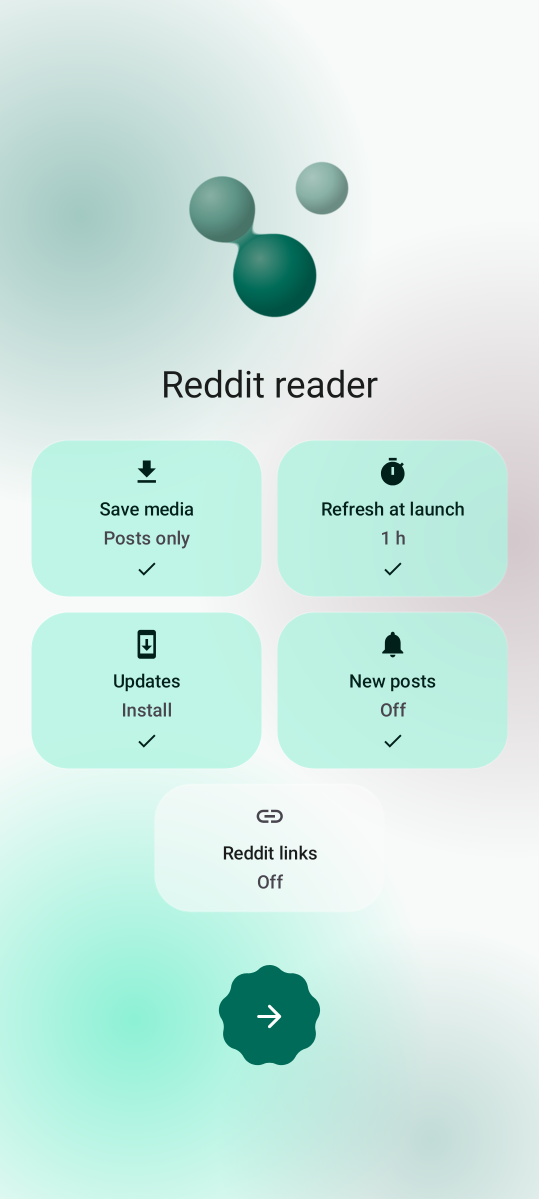 Reddit reader
Save media
Posts only
Refresh at launch
1 h
Updates
Install
New posts
Off
Reddit links
Off